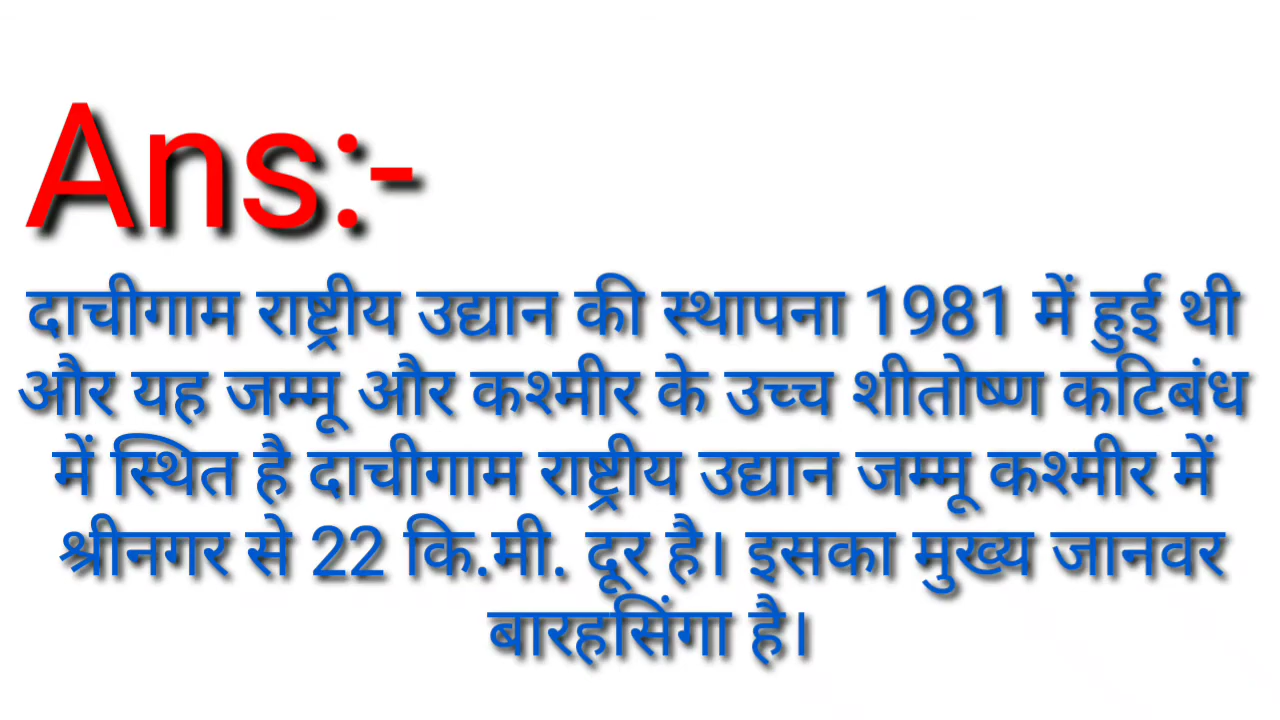 Ans:-
दाचीगाम राष्ट्रीय उद्यान की स्थापना 1981 में हुई थी
और यह जम्मू और कश्मीर के उच्च शीतोष्ण कटिबंध
में स्थित है दाचीगाम राष्ट्रीय उद्यान जम्मू कश्मीर में
श्रीनगर से 22 कि.मी. दूर है। इसका मुख्य जानवर
बारहसिंगा है।